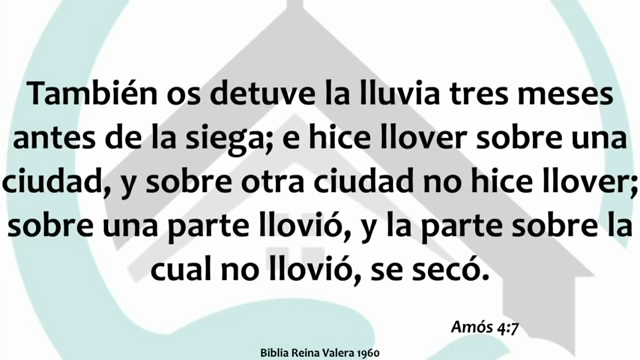 También os detuve la lluvia tres meses
antes de la siega; e hice llover sobre una
ciudad, y sobre otra ciudad no hice llover;
sobre una parte llovió, y la parte sobre la
cual no llovió, se secó.
Amós 4:7
Biblia Reina Valera 1960